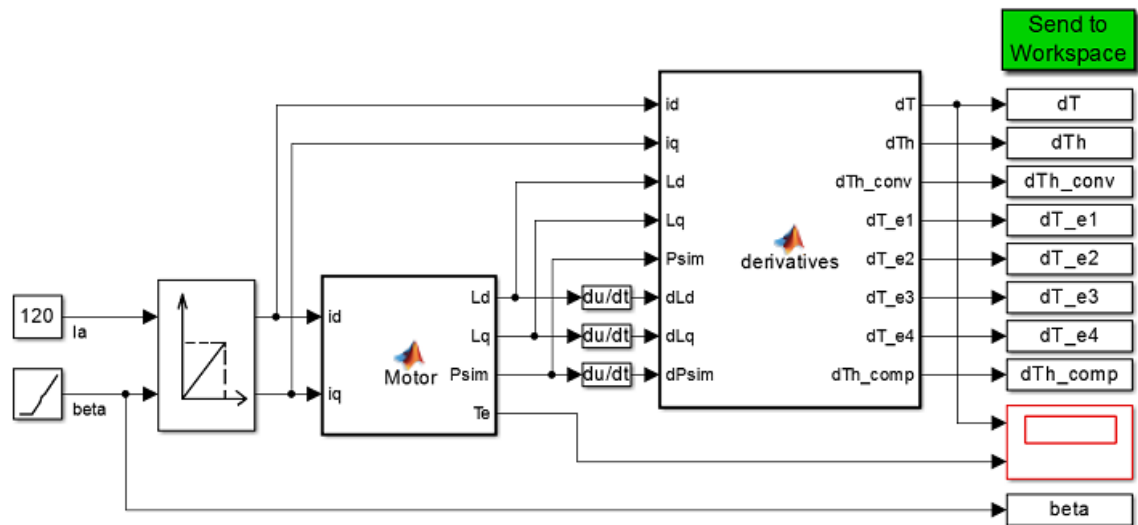 Send to
Workspace
id
iq
Ld
Lq
Psim
dLd
dLq
dPsim
derivatives
dT
dTh
dTh_conv
dT_e1
dT_e2
dT_e3
dT_e4
dTh_comp
dT
dTh
dTh_conv
dT_e1
dT_e2
dT_e3
dT_e4
dTh_comp
120
Ia
beta
id
iq
Motor
Ld
Lq
Psim
Te
du/dt
du/dt
du/dt
beta